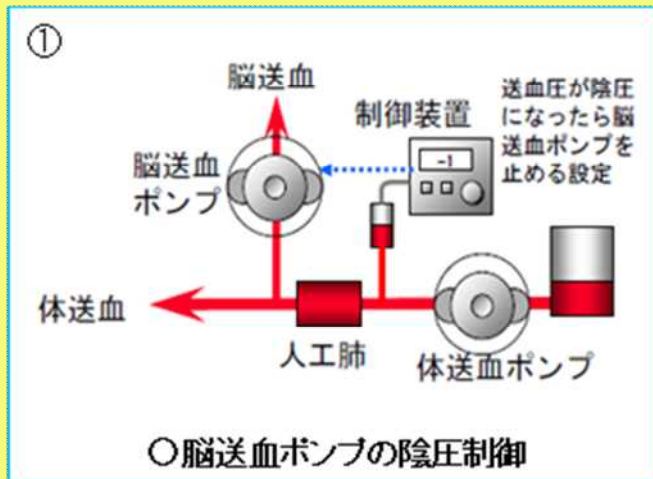 ①
脳送血
制御装置
送血圧が陰圧
になったら脳
送血ポンプを
止める設定
脳送血
ポンプ
-1
体送血
人工肺
体送血ポンプ
○脳送血ポンプの陰圧制御